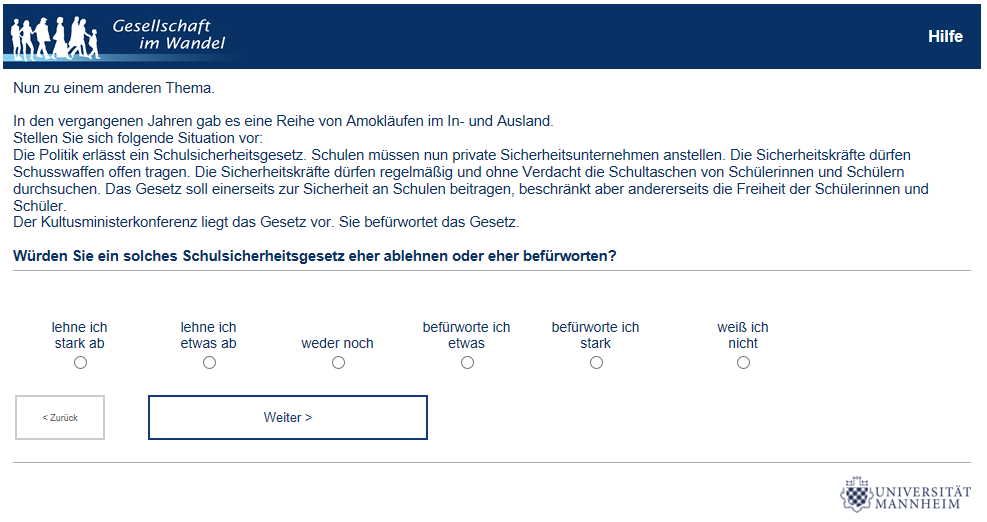 Gesellschaft
im Wandel
Hilfe
Nun zu einem anderen Thema.
In den vergangenen Jahren gab es eine Reihe von Amokläufen im In- und Ausland.
Stellen Sie sich folgende Situation vor:
Die Politik erlässt ein Schulsicherheitsgesetz. Schulen müssen nun private Sicherheitsunternehmen anstellen. Die Sicherheitskräfte dürfen
Schusswaffen offen tragen. Die Sicherheitskräfte dürfen regelmäßig und ohne Verdacht die Schultaschen von Schülerinnen und Schülern
durchsuchen. Das Gesetz soll einerseits zur Sicherheit an Schulen beitragen, beschränkt aber andererseits die Freiheit der Schülerinnen und
Schüler.
Der Kultusministerkonferenz liegt das Gesetz vor. Sie befürwortet das Gesetz.
Würden Sie ein solches Schulsicherheitsgesetz eher ablehnen oder eher befürworten?
lehne ich
stark ab
lehne ich
etwas ab
weder noch
befürworte ich
etwas
befürworte ich
stark
weiß ich
nicht
< Zurück
Weiter >
UNIVERSITÄT
MANNHEIM